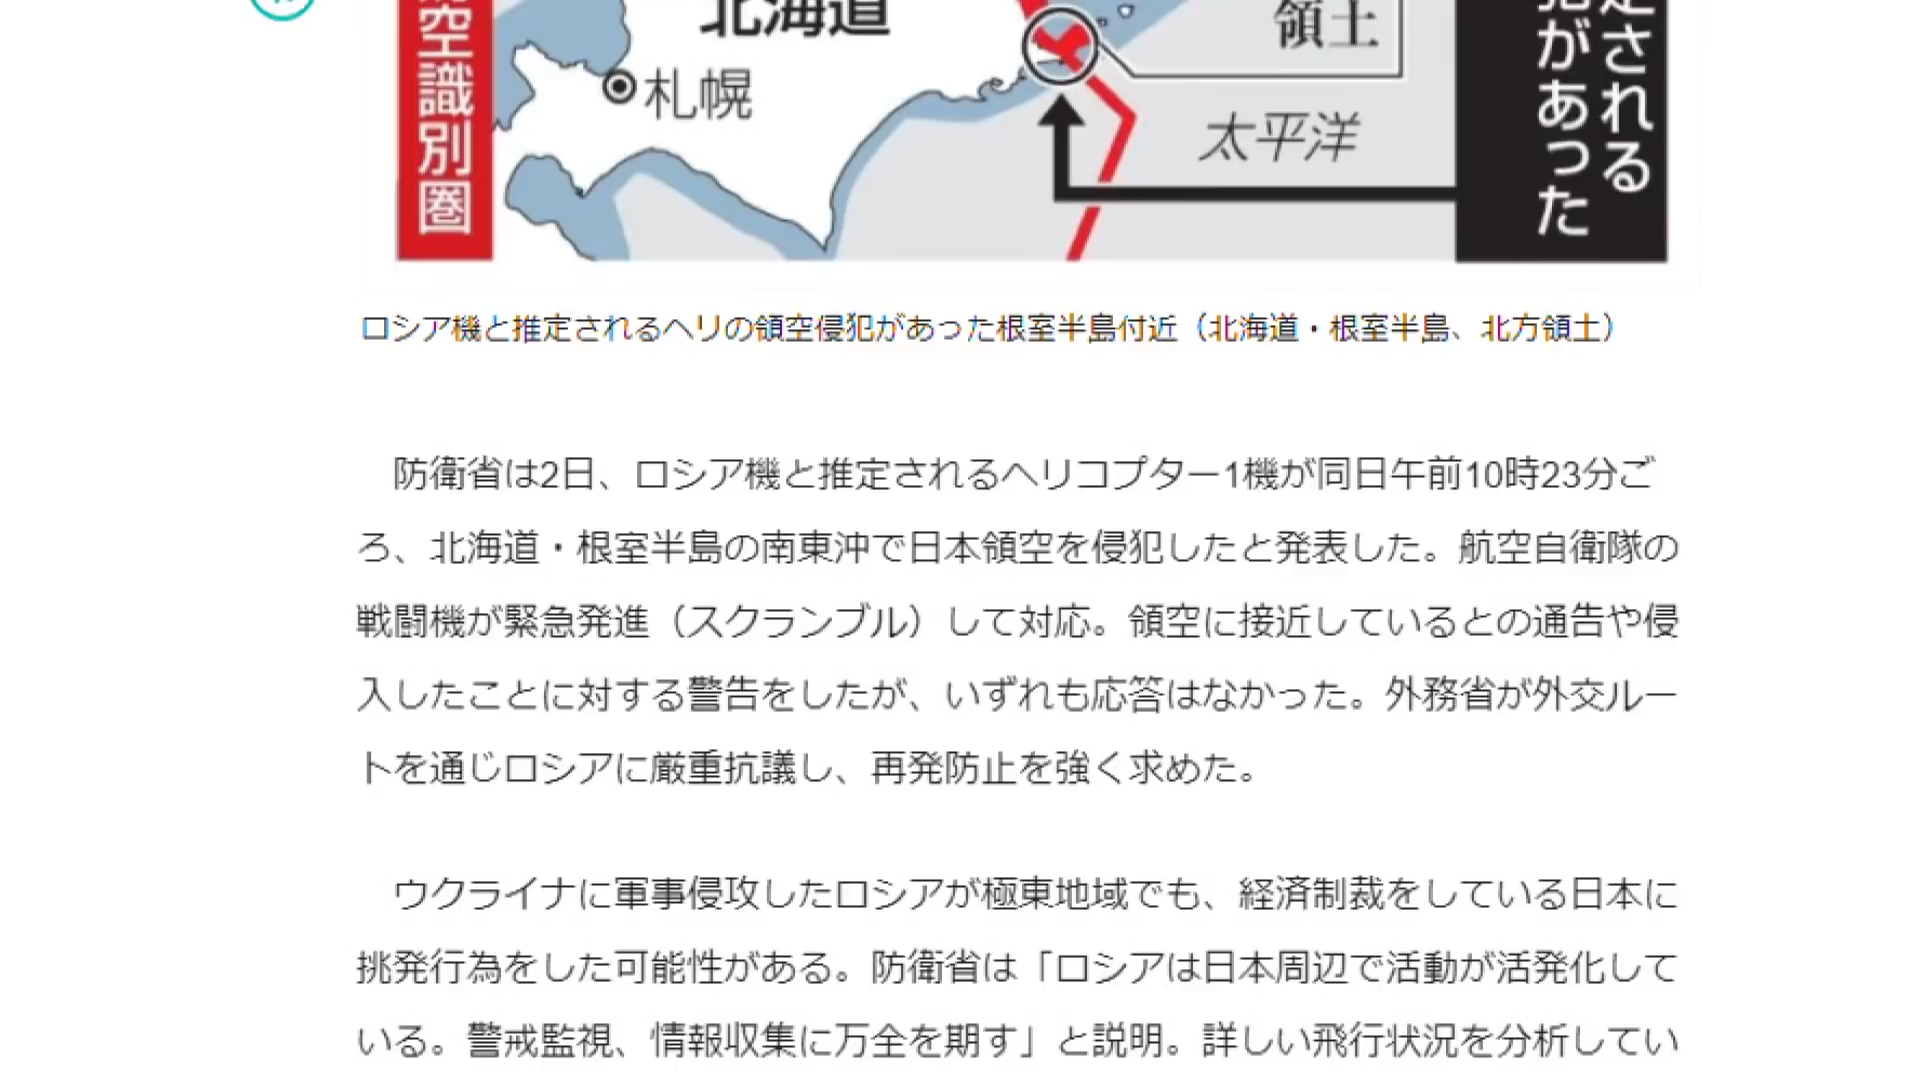 空識別圏
北海道
札幌
領土
太平洋
定される
犯があった
ロシア機と推定されるヘリの領空侵犯があった根室半島付近（北海道・根室半島、北方領土）
防衛省は2日、ロシア機と推定されるヘリコプター1機が同日午前10時23分ご
ろ、北海道・根室半島の南東沖で日本領空を侵犯したと発表した。航空自衛隊の
戦闘機が緊急発進（スクランブル）して対応。領空に接近しているとの通告や侵
入したことに対する警告をしたが、いずれも応答はなかった。外務省が外交ルー
トを通じロシアに厳重抗議し、再発防止を強く求めた。
ウクライナに軍事侵攻したロシアが極東地域でも、経済制裁をしている日本に
挑発行為をした可能性がある。防衛省は「ロシアは日本周辺で活動が活発化して
いる。警戒監視、情報収集に万全を期す」と説明。詳しい飛行状況を分析してい